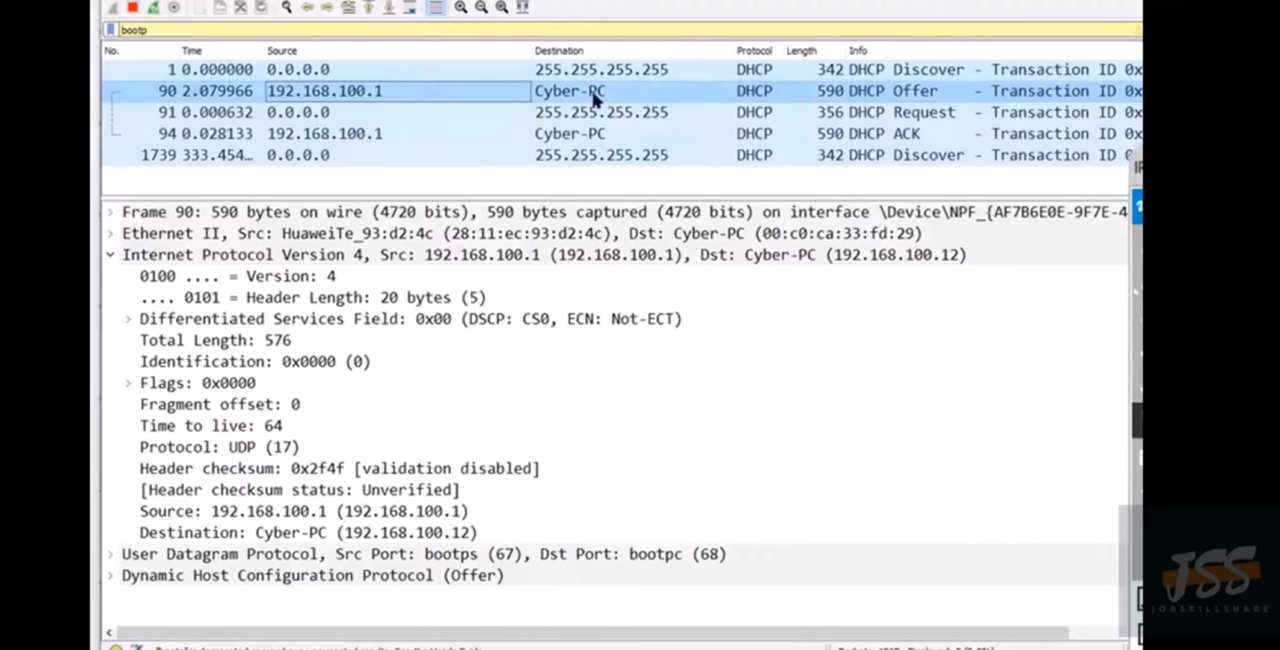 bootp
No. Time Source Destination Protocol Length Info
1 0.000000 0.0.0.0 255.255.255.255 DHCP 342 DHCP Discover - Transaction ID 0x
90 2.079966 192.168.100.1 Cyber-PC DHCP 590 DHCP Offer - Transaction ID 0x
91 0.000632 0.0.0.0 255.255.255.255 DHCP 356 DHCP Request - Transaction ID 0x
94 0.028133 192.168.100.1 Cyber-PC DHCP 590 DHCP ACK - Transaction ID 0x
1739 333.454… 0.0.0.0 255.255.255.255 DHCP 342 DHCP Discover - Transaction ID 0x
Frame 90: 590 bytes on wire (4720 bits), 590 bytes captured (4720 bits) on interface \Device\NPF_{AF7B6E0E-9F7E-4
Ethernet II, Src: HuaweiTe_93:d2:4c (28:11:ec:93:d2:4c), Dst: Cyber-PC (00:c0:ca:33:fd:29)
Internet Protocol Version 4, Src: 192.168.100.1 (192.168.100.1), Dst: Cyber-PC (192.168.100.12)
0100 .... = Version: 4
.... 0101 = Header Length: 20 bytes (5)
Differentiated Services Field: 0x00 (DSCP: CS0, ECN: Not-ECT)
Total Length: 576
Identification: 0x0000 (0)
Flags: 0x0000
Fragment offset: 0
Time to live: 64
Protocol: UDP (17)
Header checksum: 0x2f4f [validation disabled]
[Header checksum status: Unverified]
Source: 192.168.100.1 (192.168.100.1)
Destination: Cyber-PC (192.168.100.12)
User Datagram Protocol, Src Port: bootps (67), Dst Port: bootpc (68)
Dynamic Host Configuration Protocol (Offer)
JSS
JOBSKILLSHARE